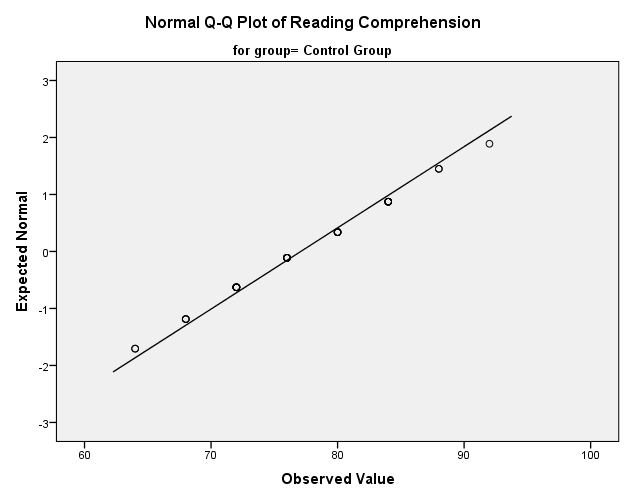 Normal Q-Q Plot of Reading Comprehension
for group= Control Group
3
2
1
0
-1
-2
-3
Expected Normal
60 70 80 90 100
Observed Value